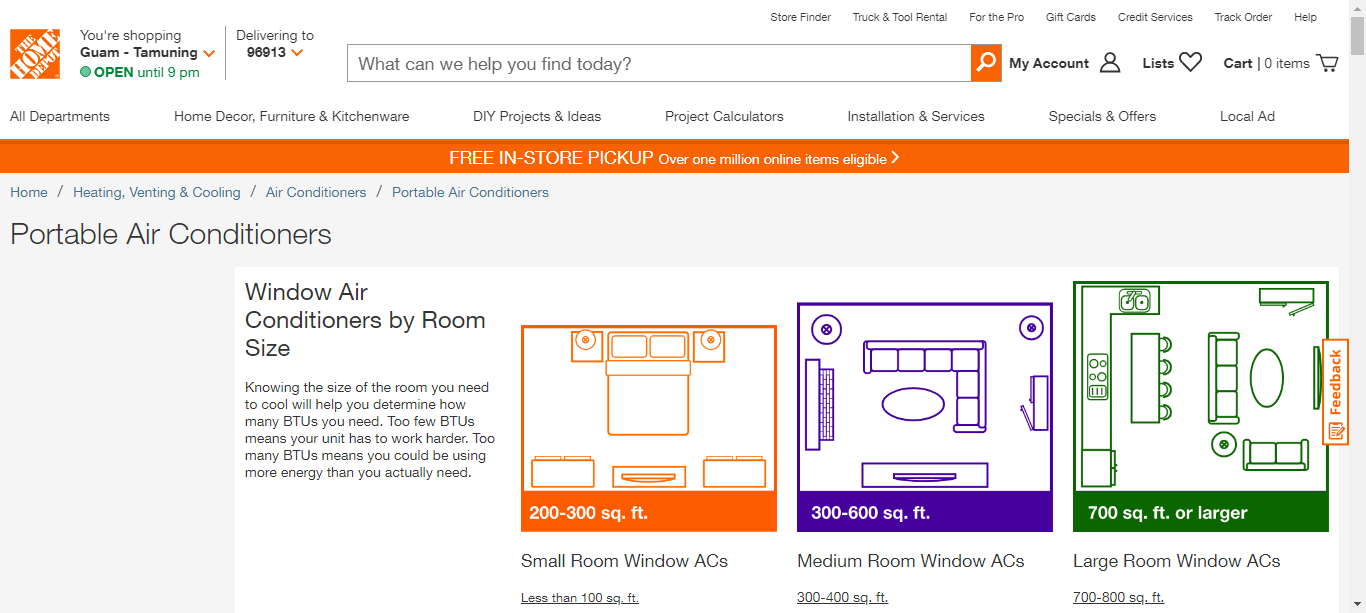 Store Finder Truck & Tool Rental For the Pro Gift Cards Credit Services Track Order Help
THE HOME DEPOT
You're shopping
Guam - Tamuning
OPEN until 9 pm
Delivering to
96913
What can we help you find today?
My Account Lists Cart | 0 items
All Departments Home Decor, Furniture & Kitchenware DIY Projects & Ideas Project Calculators Installation & Services Specials & Offers Local Ad
FREE IN-STORE PICKUP Over one million online items eligible
Home / Heating, Venting & Cooling / Air Conditioners / Portable Air Conditioners
Portable Air Conditioners
Window Air
Conditioners by Room
Size
Knowing the size of the room you need
to cool will help you determine how
many BTUs you need. Too few BTUs
means your unit has to work harder. Too
many BTUs means you could be using
more energy than you actually need.
200-300 sq. ft.
Small Room Window ACs
Less than 100 sq. ft.
300-600 sq. ft.
Medium Room Window ACs
300-400 sq. ft.
700 sq. ft. or larger
Large Room Window ACs
700-800 sq. ft.
Feedback